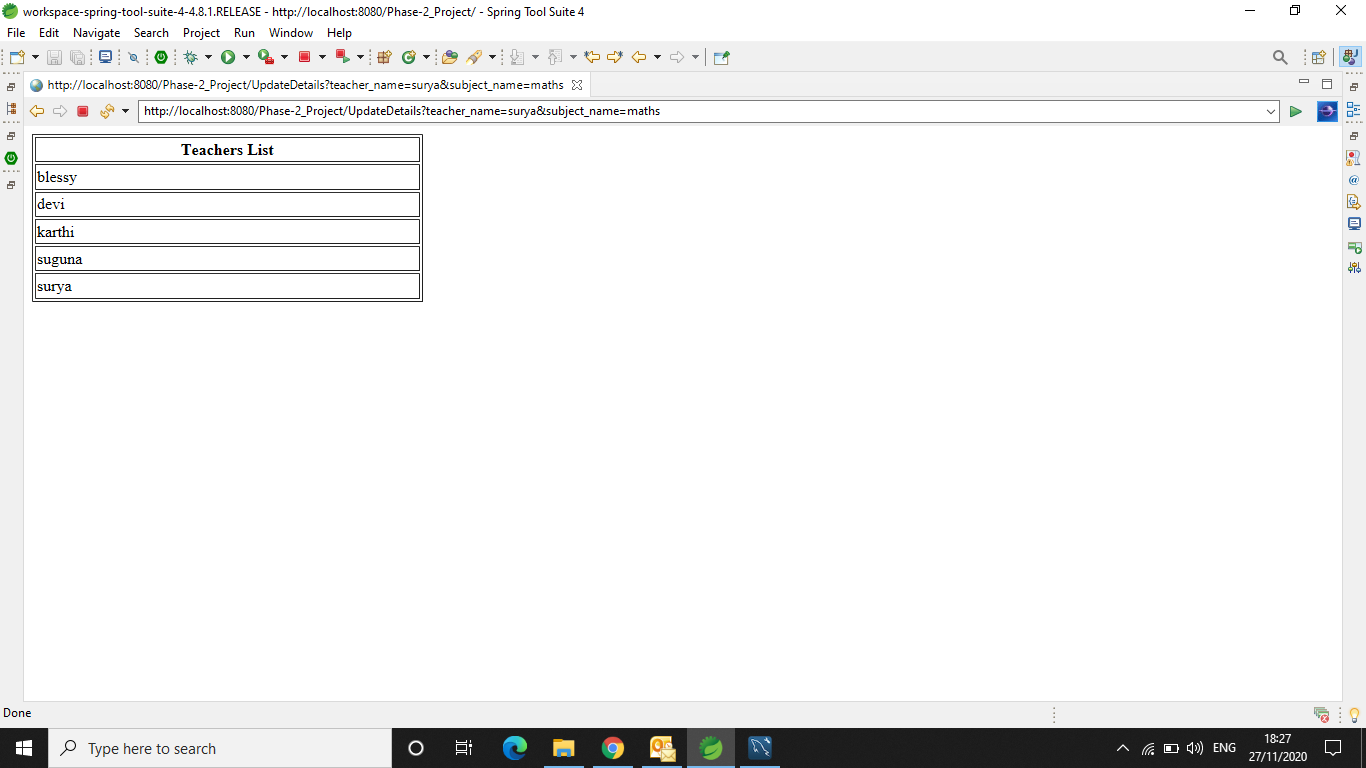 workspace-spring-tool-suite-4-4.8.1.RELEASE - http://localhost:8080/Phase-2_Project/ - Spring Tool Suite 4
File Edit Navigate Search Project Run Window Help
http://localhost:8080/Phase-2_Project/UpdateDetails?teacher_name=surya&subject_name=maths
http://localhost:8080/Phase-2_Project/UpdateDetails?teacher_name=surya&subject_name=maths
Teachers List
blessy
devi
karthi
suguna
surya
Done
Type here to search
ENG
18:27
27/11/2020